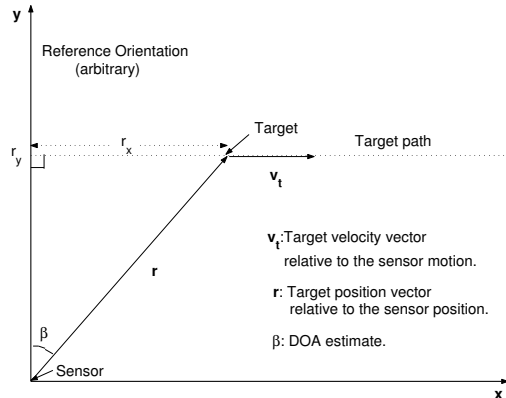 y
Reference Orientation
(arbitrary)
r_x
Target
Target path
r_y
v_t
v_t:Target velocity vector
relative to the sensor motion.
r
r: Target position vector
relative to the sensor position.
β
β: DOA estimate.
Sensor
x